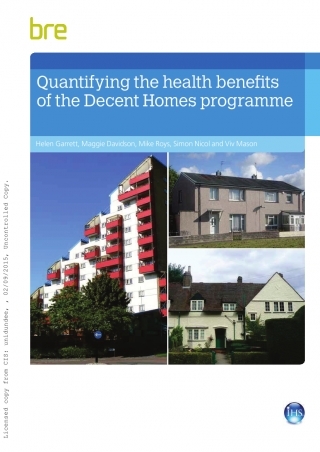 bre
Quantifying the health benefits
of the Decent Homes programme
Helen Garrett, Maggie Davidson, Mike Roys, Simon Nicol and Viv Mason
Licensed copy from CIS: unidundee, , 02/09/2015, Uncontrolled Copy.
IHS